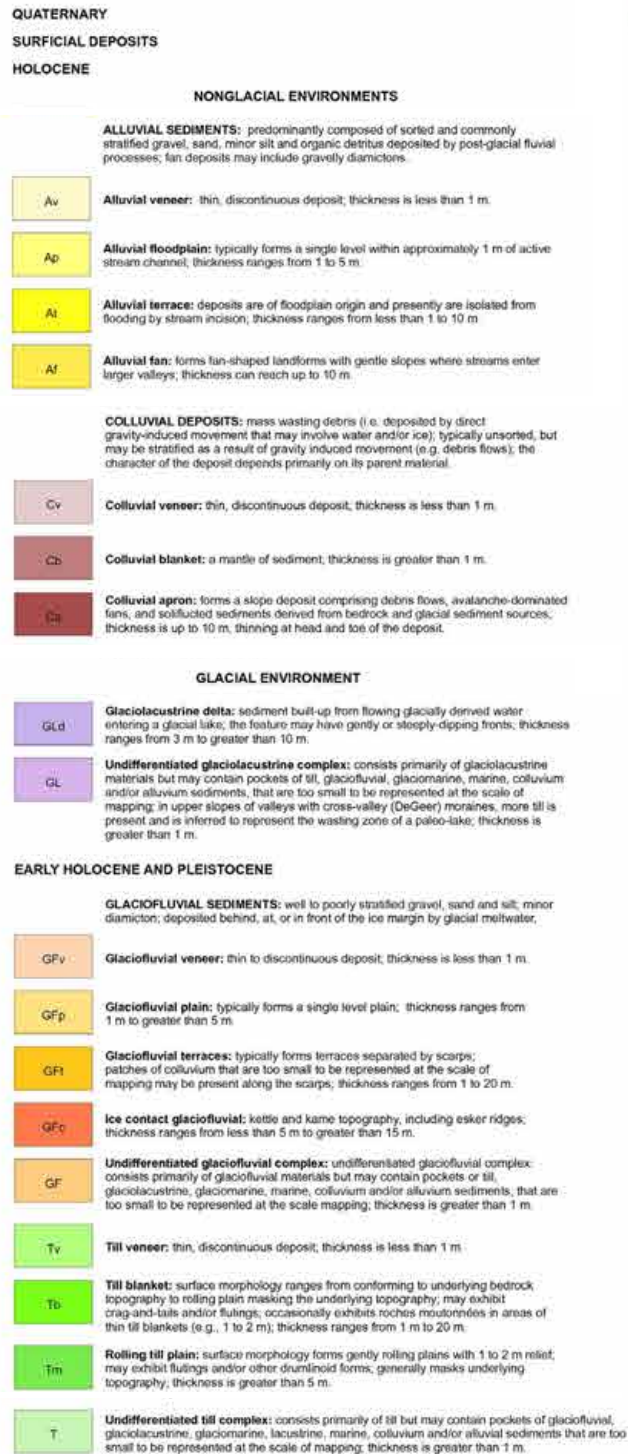 QUATERNARY
SURFICIAL DEPOSITS
HOLOCENE
NONGLACIAL ENVIRONMENTS
ALLUVIAL SEDIMENTS: predominantly composed of sorted and commonly
stratified gravel, sand, minor silt and organic detritus deposited by post-glacial fluvial
processes; fan deposits may include gravelly diamictons.
Av
Alluvial veneer: thin, discontinuous deposit; thickness is less than 1 m.
Ap
Alluvial floodplain: typically forms a single level within approximately 1 m of active
stream channel; thickness ranges from 1 to 5 m.
At
Alluvial terrace: deposits are of floodplain origin and presently are isolated from
flooding by stream incision; thickness ranges from less than 1 to 10 m
Af
Alluvial fan: forms fan-shaped landforms with gentle slopes where streams enter
larger valleys; thickness can reach up to 10 m.
COLLUVIAL DEPOSITS: mass wasting debris (i.e. deposited by direct
gravity-induced movement that may involve water and/or ice); typically unsorted, but
may be stratified as a result of gravity induced movement (e.g. debris flows); the
character of the deposit depends primarily on its parent material.
Cv
Colluvial veneer: thin, discontinuous deposit, thickness is less than 1 m.
Cb
Colluvial blanket: a mantle of sediment; thickness is greater than 1 m.
Ca
Colluvial apron: forms a slope deposit comprising debris flows, avalanche-dominated
fans, and soliflucted sediments derived from bedrock and glacial sediment sources,
thickness is up to 10 m, thinning at head and toe of the deposit.
GLACIAL ENVIRONMENT
GLd
Glaciolacustrine delta: sediment built-up from flowing glacially derived water
entering a glacial lake; the feature may have gently or steeply-dipping fronts; thickness
ranges from 3 m to greater than 10 m.
GL
Undifferentiated glaciolacustrine complex: consists primarily of glaciolacustrine
materials but may contain pockets of till, glaciofluvial, glaciomarine, marine, colluvium
and/or alluvium sediments, that are too small to be represented at the scale of
mapping; in upper slopes of valleys with cross-valley (DeGeer) moraines, more till is
present and is inferred to represent the wasting zone of a paleo-lake; thickness is
greater than 1 m.
EARLY HOLOCENE AND PLEISTOCENE
GLACIOFLUVIAL SEDIMENTS: well to poorly stratified gravel, sand and silt; minor
diamicton; deposited behind, at, or in front of the ice margin by glacial meltwater.
GFv
Glaciofluvial veneer: thin to discontinuous deposit; thickness is less than 1 m.
GFp
Glaciofluvial plain: typically forms a single level plain; thickness ranges from
1 m to greater than 5 m
GFt
Glaciofluvial terraces: typically forms terraces separated by scarps;
patches of colluvium that are too small to be represented at the scale of
mapping may be present along the scarps; thickness ranges from 1 to 20 m.
GFc
Ice contact glaciofluvial: kettle and kame topography, including esker ridges;
thickness ranges from less than 5 m to greater than 15 m.
GF
Undifferentiated glaciofluvial complex: undifferentiated glaciofluvial complex:
consists primarily of glaciofluvial materials but may contain pockets or till,
glaciolacustrine, glaciomarine, marine, colluvium and/or alluvium sediments, that are
too small to be represented at the scale mapping; thickness is greater than 1 m.
Tv
Till veneer: thin, discontinuous deposit; thickness is less than 1 m
Tb
Till blanket: surface morphology ranges from conforming to underlying bedrock
topography to rolling plain masking the underlying topography; may exhibit
crag-and-tails and/or flutings; occasionally exhibits roches moutonnées in areas of
thin till blankets (e.g., 1 to 2 m); thickness ranges from 1 m to 20 m.
Tm
Rolling till plain: surface morphology forms gently rolling plains with 1 to 2 m relief;
may exhibit flutings and/or other drumlinoid forms; generally masks underlying
topography; thickness is greater than 5 m.
T
Undifferentiated till complex: consists primarily of till but may contain pockets of glaciofluvial,
glaciolacustrine, glaciomarine, lacustrine, marine, colluvium and/or alluvial sediments that are too
small to be represented at the scale of mapping; thickness is greater than 1 m.